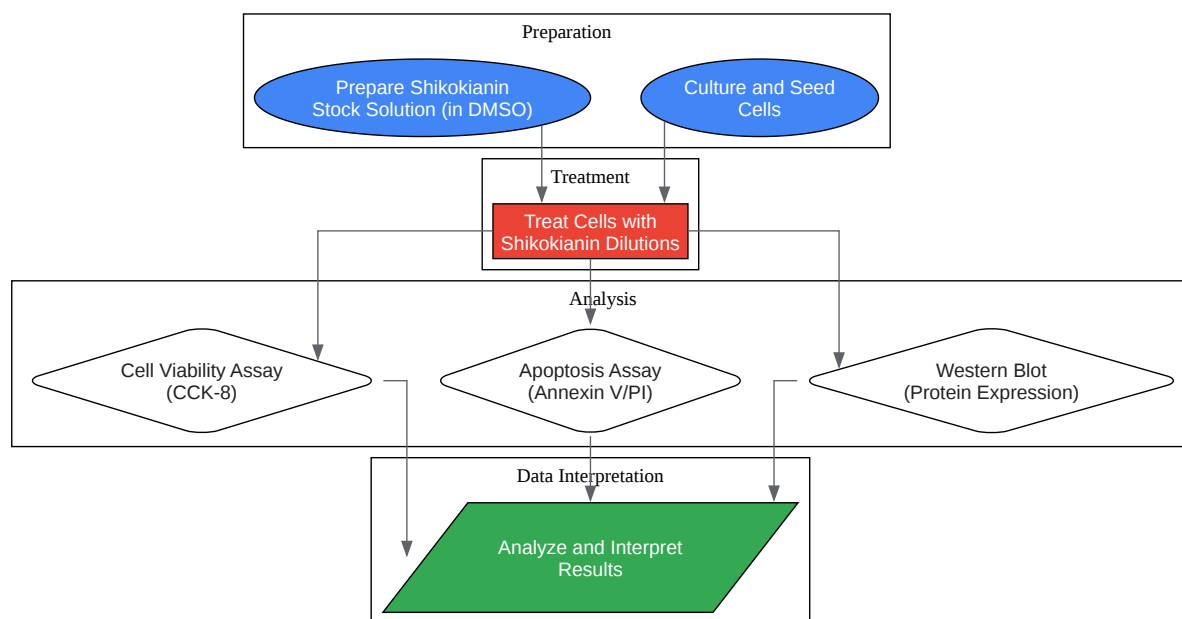 Preparation
Prepare Shikokianin
Stock Solution (in DMSO)
Culture and Seed
Cells
Treatment
Treat Cells with
Shikokianin Dilutions
Analysis
Cell Viability Assay
(CCK-8)
Apoptosis Assay
(Annexin V/PI)
Western Blot
(Protein Expression)
Data Interpretation
Analyze and Interpret
Results